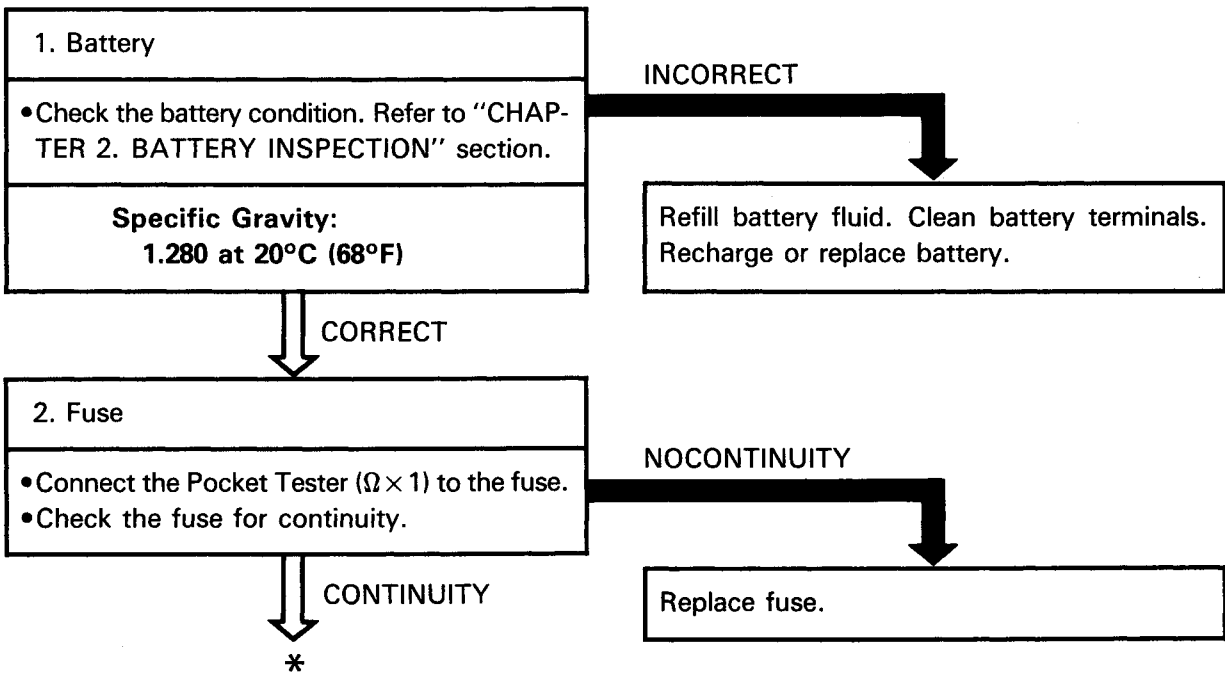 1. Battery
•Check the battery condition. Refer to "CHAP-
TER 2. BATTERY INSPECTION" section.
Specific Gravity:
1.280 at 20°C (68°F)
INCORRECT
Refill battery fluid. Clean battery terminals.
Recharge or replace battery.
CORRECT
2. Fuse
•Connect the Pocket Tester (Ω×1) to the fuse.
•Check the fuse for continuity.
NOCONTINUITY
Replace fuse.
CONTINUITY
*